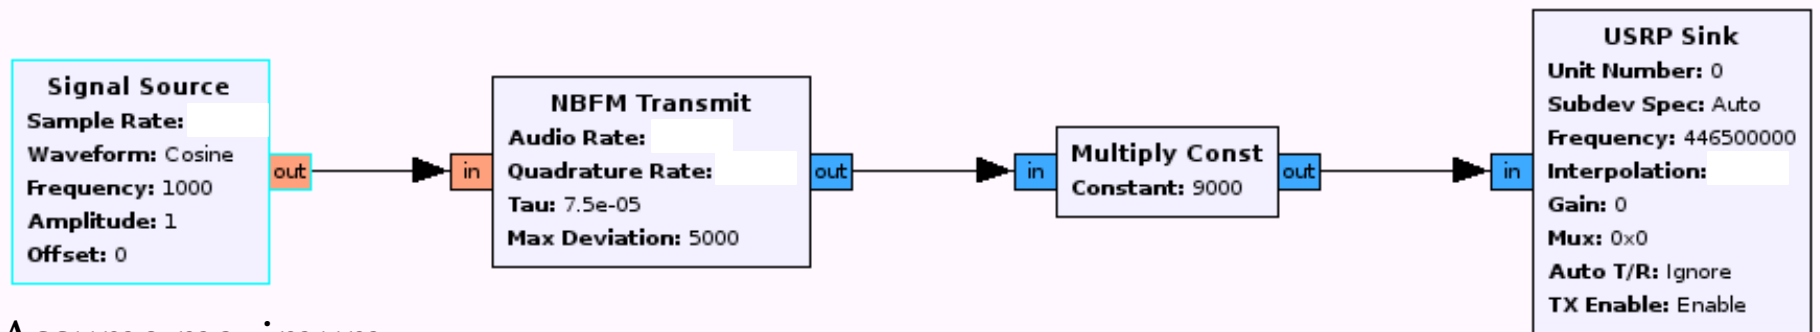 Signal Source
Sample Rate:
Waveform: Cosine
Frequency: 1000
Amplitude: 1
Offset: 0
out
in
NBFM Transmit
Audio Rate:
Quadrature Rate:
Tau: 7.5e-05
Max Deviation: 5000
out
in
Multiply Const
Constant: 9000
out
in
USRP Sink
Unit Number: 0
Subdev Spec: Auto
Frequency: 446500000
Interpolation:
Gain: 0
Mux: 0x0
Auto T/R: Ignore
TX Enable: Enable